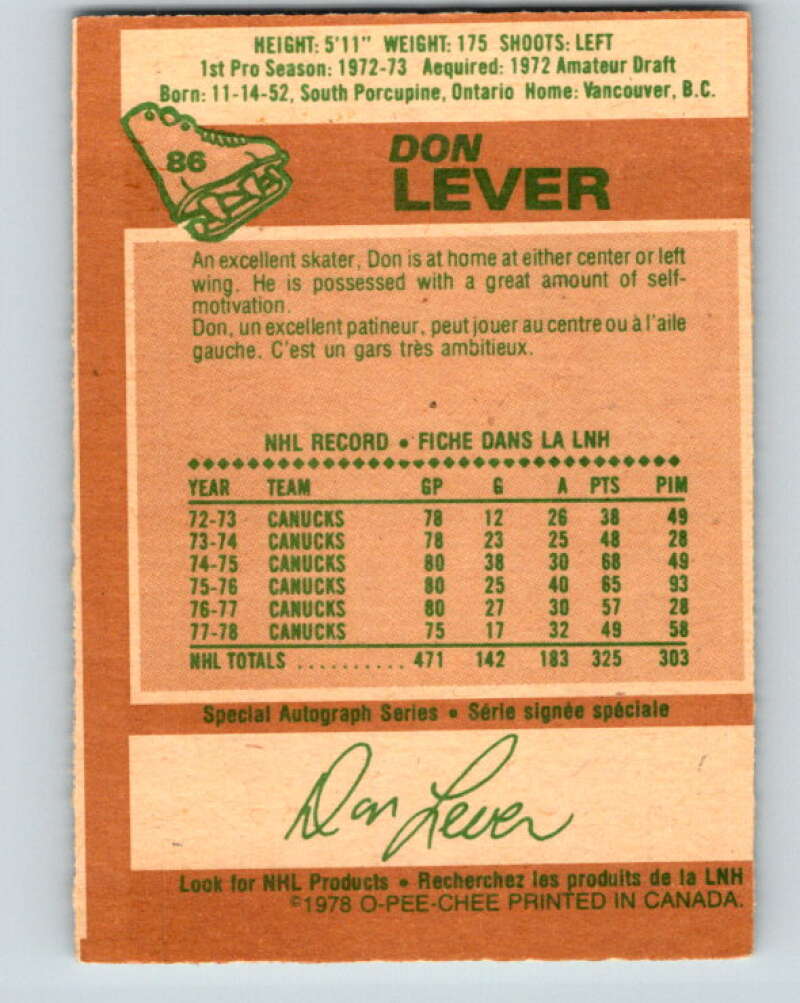 HEIGHT: 5'11" WEIGHT: 175 SHOOTS: LEFT
1st Pro Season: 1972-73 Aequired: 1972 Amateur Draft
Born: 11-14-52, South Porcupine, Ontario Home: Vancouver, B.C.
86
DON
LEVER
An excellent skater, Don is at home at either center or left
wing. He is possessed with a great amount of self-
motivation.
Don, un excellent patineur, peut jouer au centre ou à l'aile
gauche. C'est un gars très ambitieux.
NHL RECORD • FICHE DANS LA LNH
YEAR TEAM GP G A PTS PIM
72-73 CANUCKS 78 12 26 38 49
73-74 CANUCKS 78 23 25 48 28
74-75 CANUCKS 80 38 30 68 49
75-76 CANUCKS 80 25 40 65 93
76-77 CANUCKS 80 27 30 57 28
77-78 CANUCKS 75 17 32 49 58
NHL TOTALS .......... 471 142 183 325 303
Special Autograph Series • Série signée spéciale
Don Lever
Look for NHL Products • Recherchez les produits de la LNH
©1978 O-PEE-CHEE PRINTED IN CANADA.